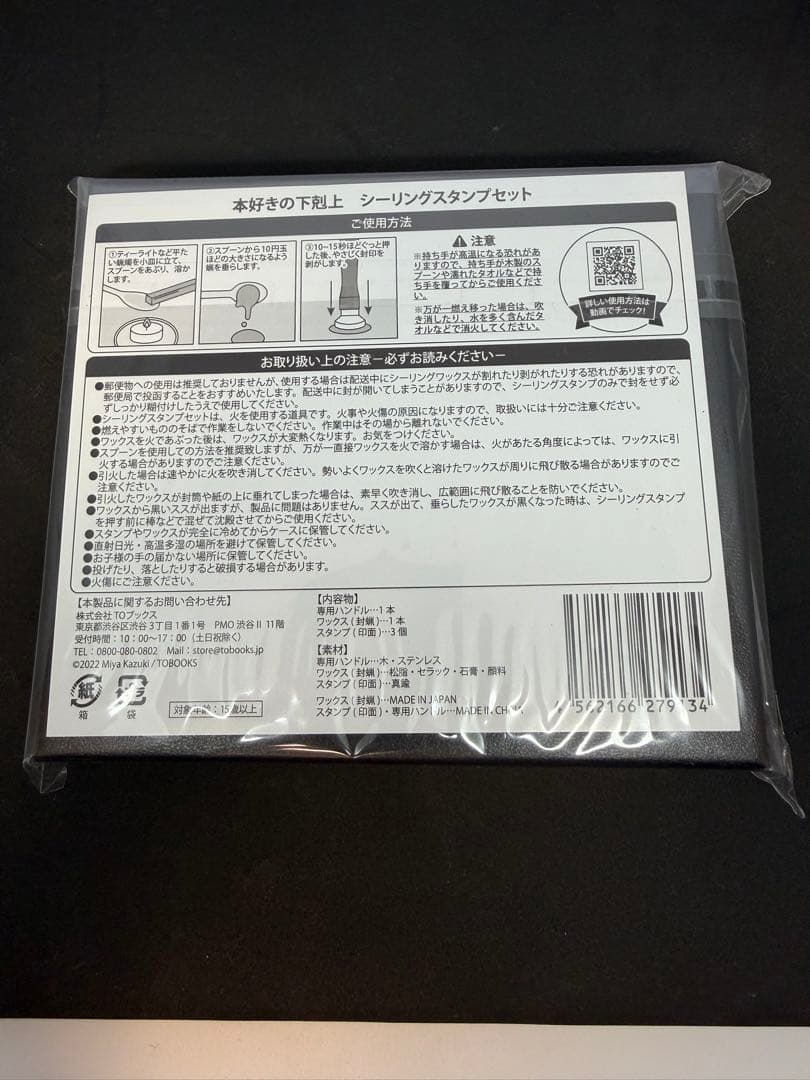 本好きの下剋上　シーリングスタンプセット
ご使用方法
①ティーライトなど平た
い蝋燭を小皿に立て、
スプーンをあぶり、溶か
します。
②スプーンから10円玉
ほどの大きさになるよう
蝋を垂らします。
③10~15秒ほどぐっと押
した後、やさしく封印を
剥がします。
注意
※持ち手が高温になる恐れがあ
りますので、持ち手が木製のス
プーンや濡れたタオルなどで持
ち手を覆ってからご使用くださ
い。
※万が一燃え移った場合は、吹
き消したり、水を多く含んだタ
オルなどで消火してください。
詳しい使用方法は
動画でチェック!
お取り扱い上の注意－必ずお読みください－
●郵便物への使用は推奨しておりませんが、使用する場合は配送中にシーリングワックスが割れたり剥がれたりする恐れがありますので、
郵便局で投函することをおすすめいたします。配送中に封が開いてしまうことがありますので、シーリングスタンプのみで封をせず必
ずしっかり糊付けしたうえで使用してください。
●シーリングスタンプセットは、火を使用する道具です。火事や火傷の原因になりますので、取扱いには十分ご注意ください。
●燃えやすいもののそばで作業をしないでください。作業中はその場から離れないでください。
●ワックスを火であぶった後は、ワックスが大変熱くなります。お気をつけください。
●スプーンを使用しての方法を推奨致しますが、万が一直接ワックスを火で溶かす場合は、火があたる角度によっては、ワックスに引
火する場合がありますのでご注意ください。
●引火した場合は速やかに火を吹き消してください。勢いよくワックスを吹くと溶けたワックスが周りに飛び散る場合がありますのでご
注意ください。
●引火したワックスが封筒や紙の上に垂れてしまった場合は、素早く吹き消し、広範囲に飛び散ることを防いでください。
●ワックスから黒いススが出ますが、製品に問題はありません。ススが出て、垂らしたワックスが黒くなった時は、シーリングスタンプ
を押す前に棒などで混ぜて沈殿させてからご使用ください。
●スタンプやワックスが完全に冷めてからケースに保管してください。
●直射日光・高温多湿の場所を避けて保管してください。
●お子様の手の届かない場所に保管してください。
●投げたり、落としたりすると破損する場合があります。
●火傷にご注意ください。
【本製品に関するお問い合わせ先】
株式会社TOブックス
東京都渋谷区渋谷3丁目1番1号　PMO 渋谷Ⅱ 11階
受付時間：10：00～17：00（土日祝除く）
TEL：0800-080-0802　Mail：store@tobooks.jp
©2022 Miya Kazuki / TOBOOKS
紙
箱
プラ
袋
対象年齢：15歳以上
【内容物】
専用ハンドル…1本
ワックス（封蝋）…1本
スタンプ（印面）…3個
【素材】
専用ハンドル…木・ステンレス
ワックス（封蝋）…松脂・セラック・石膏・顔料
スタンプ（印面）…真鍮
ワックス（封蝋）…MADE IN JAPAN
スタンプ（印面）・専用ハンドル…MADE IN CHINA
4 562166 279134